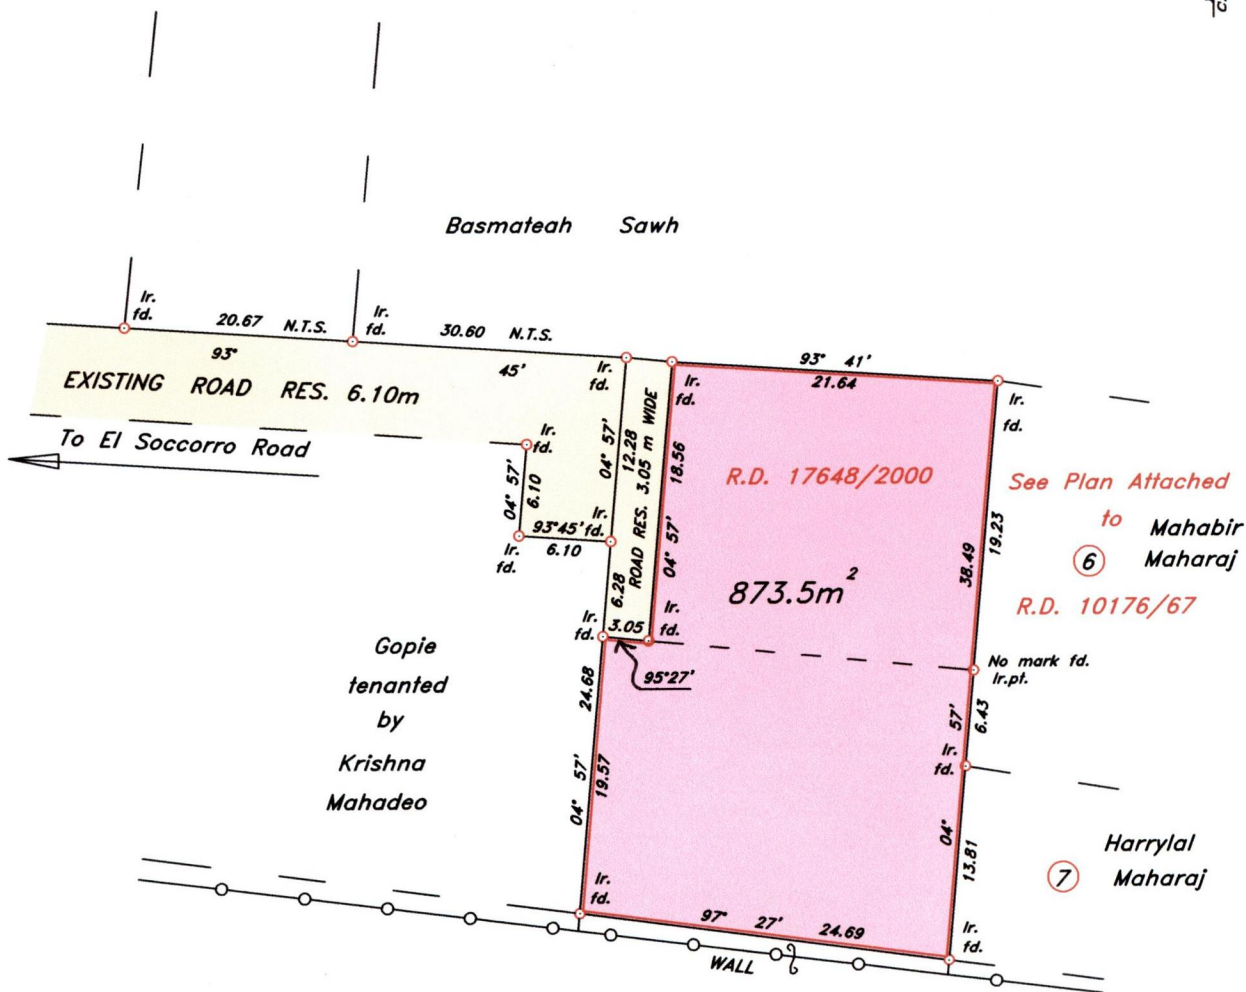 Basmateah Sawh
Ir.
fd.
20.67 N.T.S.
Ir.
fd.
30.60 N.T.S.
93°
45'
Ir.
fd.
EXISTING ROAD RES. 6.10m
To El Soccorro Road
Ir.
fd.
04° 57'
6.10
93°45'
6.10
Ir.
fd.
Ir.
fd.
04° 57'
12.28
6.28
ROAD RES. 3.05 m WIDE
18.56
04° 57'
Ir.
fd.
93° 41'
21.64
Ir.
fd.
R.D. 17648/2000
873.5m²
38.49
19.23
See Plan Attached
to
Mahabir
6
Maharaj
R.D. 10176/67
Ir.
fd.
3.05
Ir.
fd.
95°27'
No mark fd.
Ir.pt.
57'
6.43
Ir.
fd.
Gopie
tenanted
by
Krishna
Mahadeo
24.68
04° 57'
19.57
04°
13.81
Harrylal
7
Maharaj
Ir.
fd.
97° 27'
24.69
Ir.
fd.
WALL